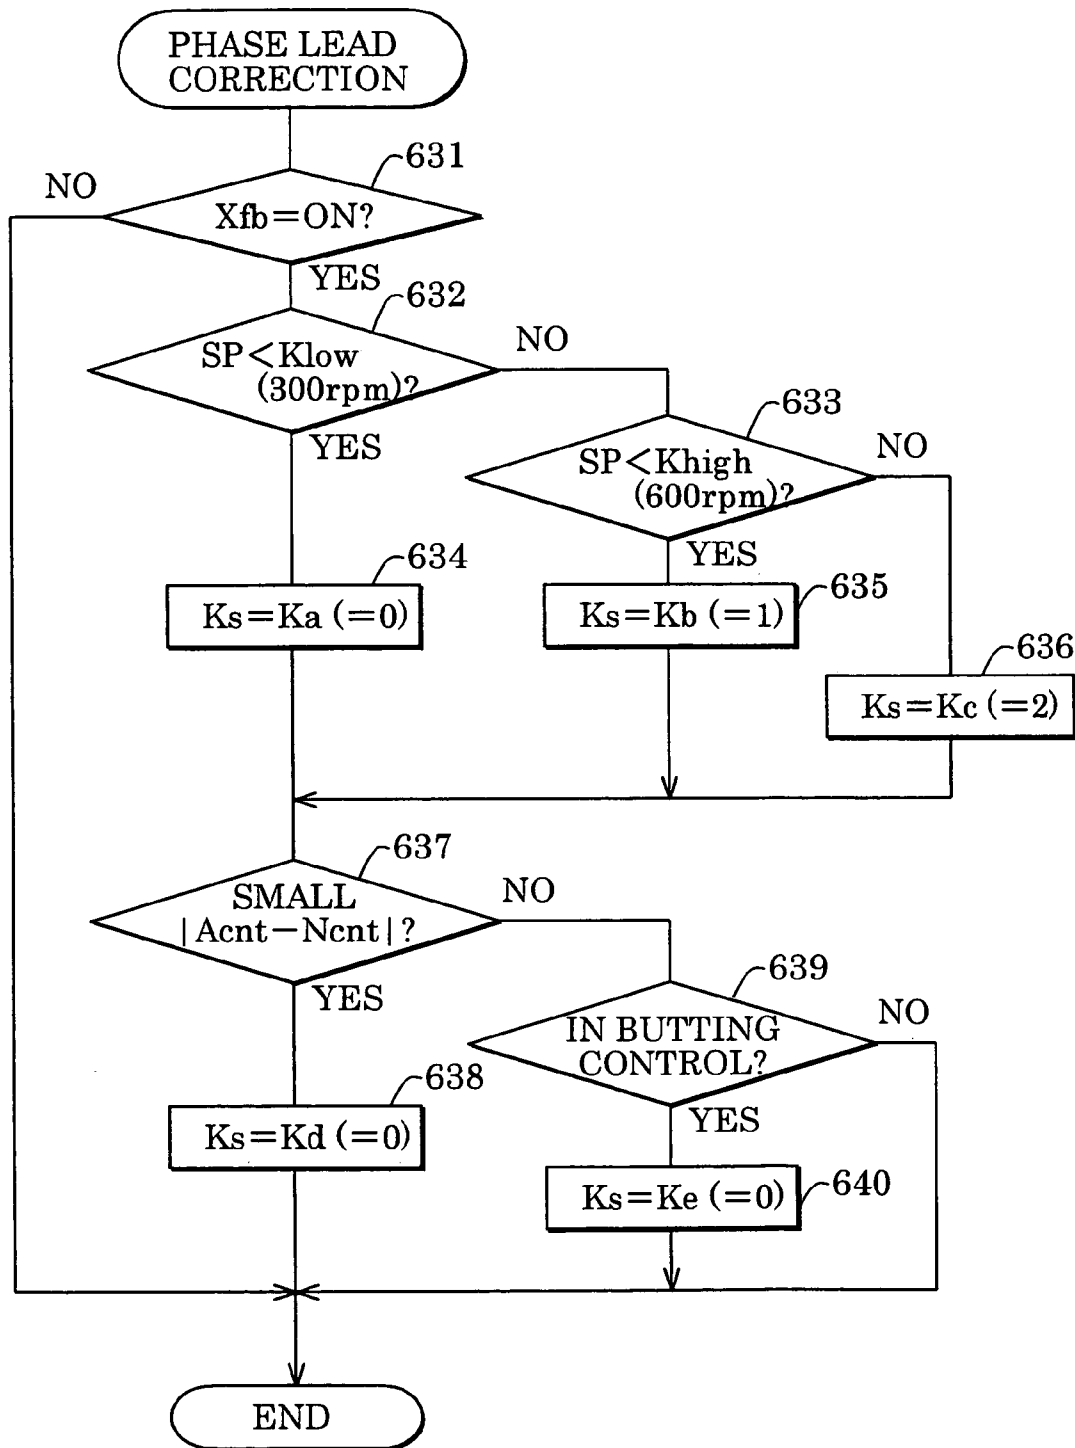 PHASE LEAD
CORRECTION
631
NO
Xfb=ON?
YES
632
NO
SP<Klow
(300rpm)?
YES
633
NO
SP<Khigh
(600rpm)?
YES
634
Ks=Ka (=0)
635
Ks=Kb (=1)
636
Ks=Kc (=2)
637
NO
SMALL
|Acnt−Ncnt|?
YES
639
NO
IN BUTTING
CONTROL?
YES
638
Ks=Kd (=0)
640
Ks=Ke (=0)
END